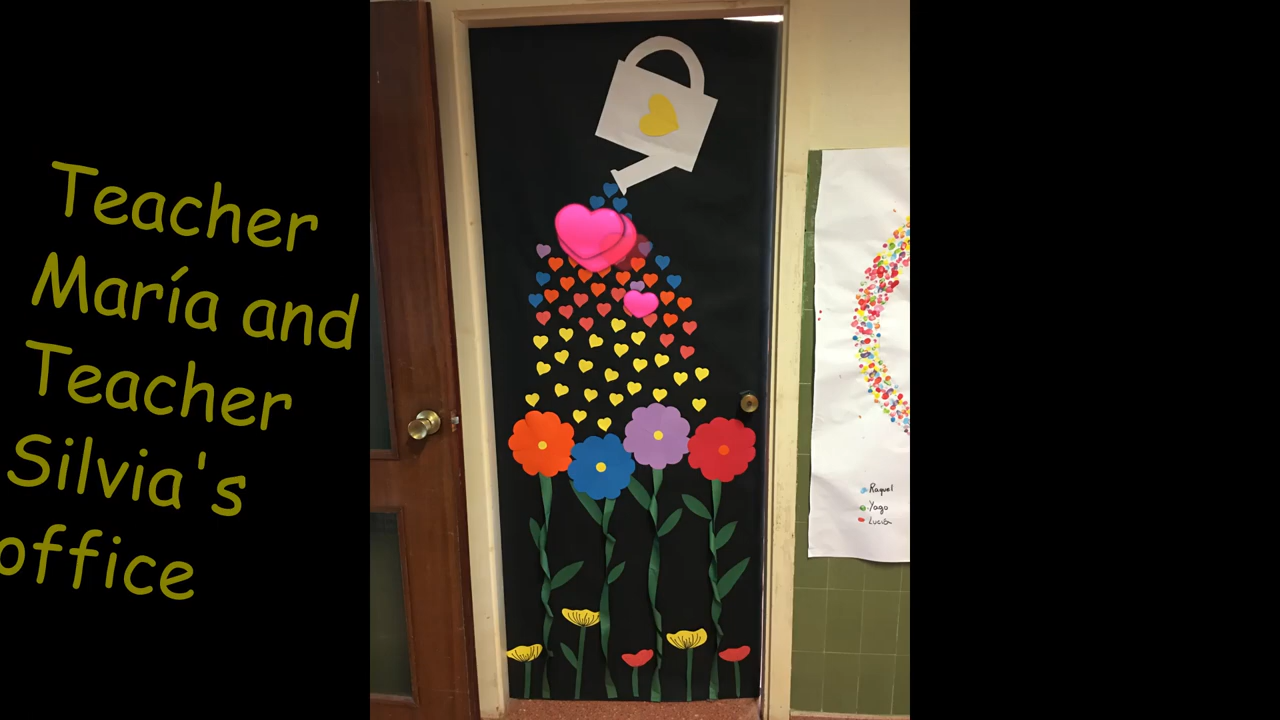 Teacher
María and
Teacher
Silvia's
office
Raquel
Yago
Lucía